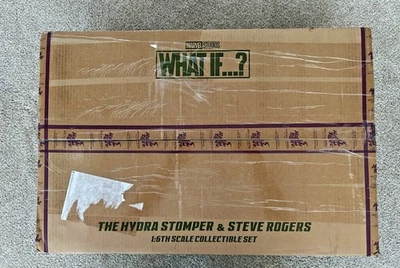 MARVEL STUDIOS
WHAT IF...?
THE HYDRA STOMPER & STEVE ROGERS
1:6TH SCALE COLLECTIBLE SET